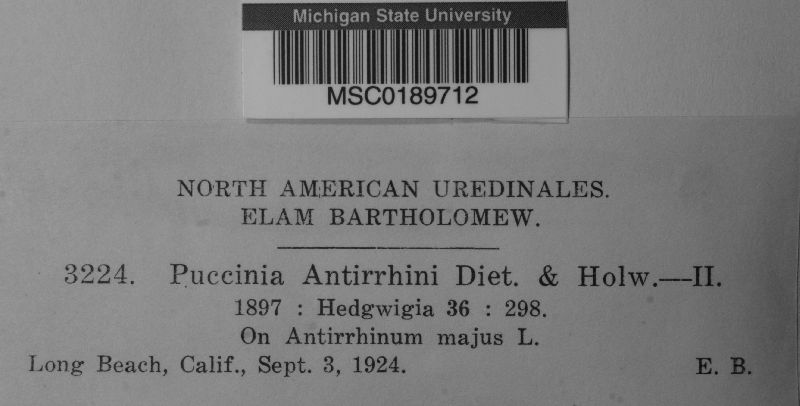 Michigan State University
MSC0189712
NORTH AMERICAN UREDINALES.
ELAM BARTHOLOMEW.
3224. Puccinia Antirrhini Diet. & Holw.—II.
1897 : Hedgwigia 36 : 298.
On Antirrhinum majus L.
Long Beach, Calif., Sept. 3, 1924. E. B.